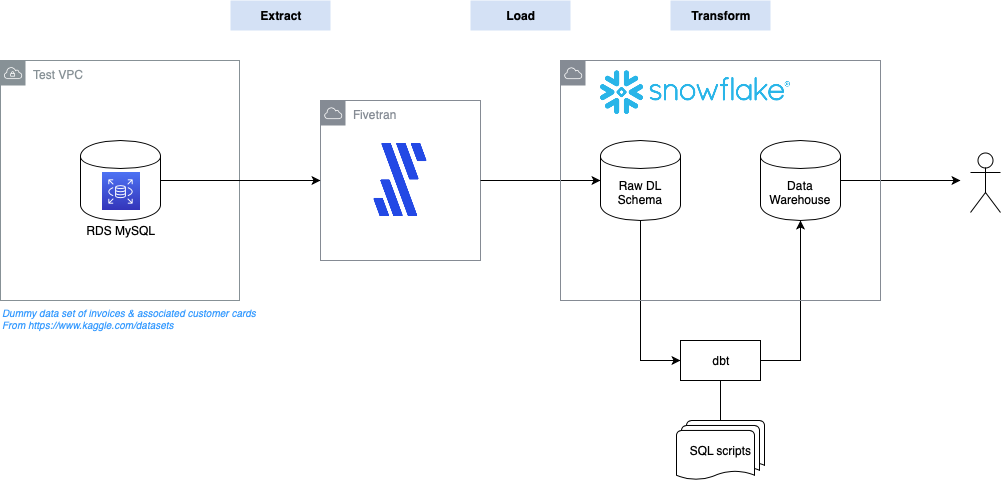 Extract
Load
Transform
Test VPC
snowflake®
Fivetran
Raw DL
Schema
Data
Warehouse
RDS MySQL
Dummy data set of invoices & associated customer cards
From https://www.kaggle.com/datasets
dbt
SQL scripts